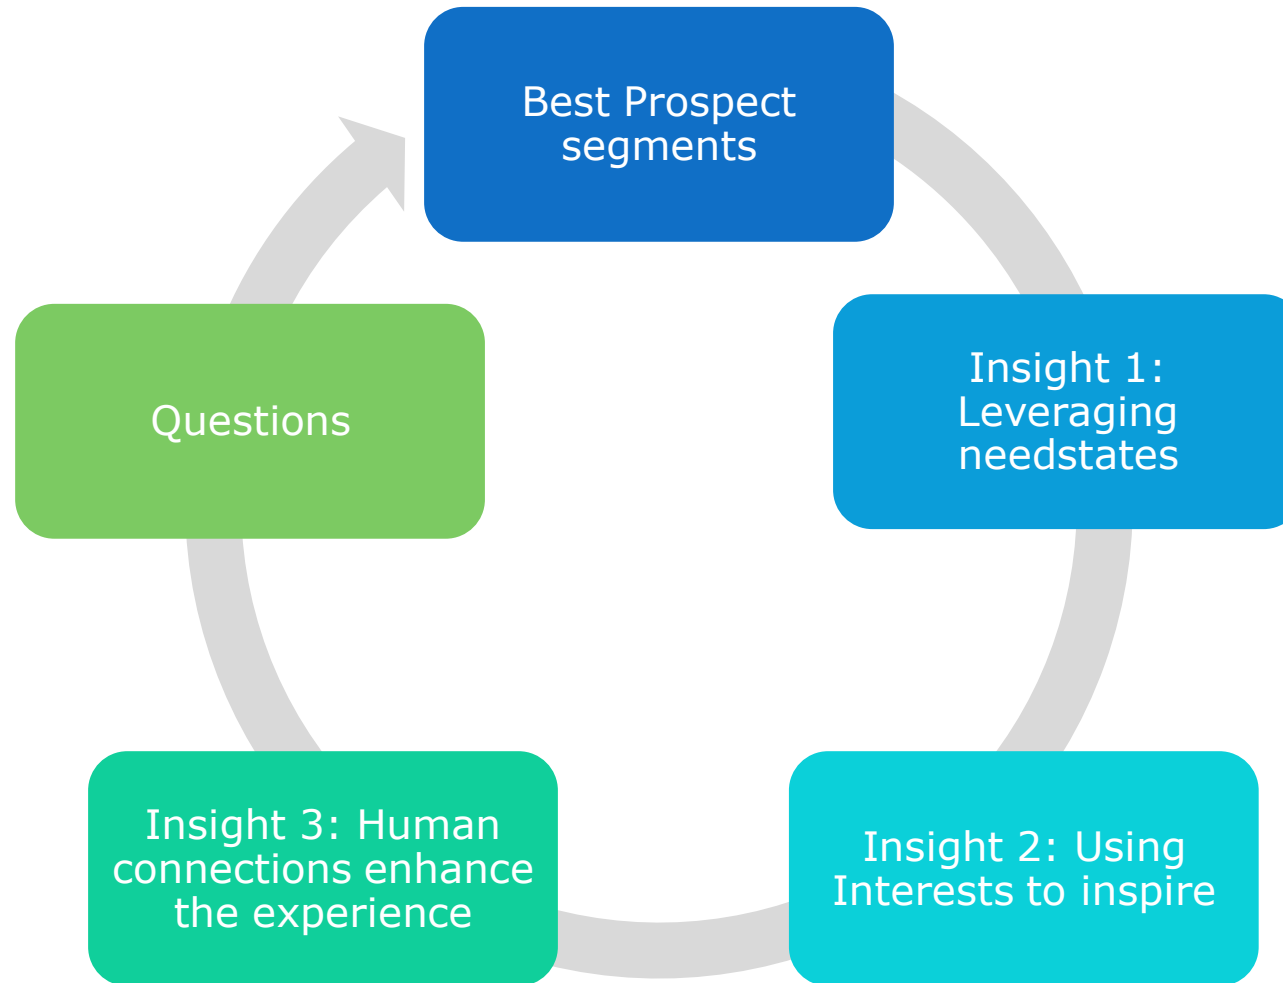 Best Prospect
segments
Insight 1:
Leveraging
needstates
Insight 2: Using
Interests to inspire
Insight 3: Human
connections enhance
the experience
Questions